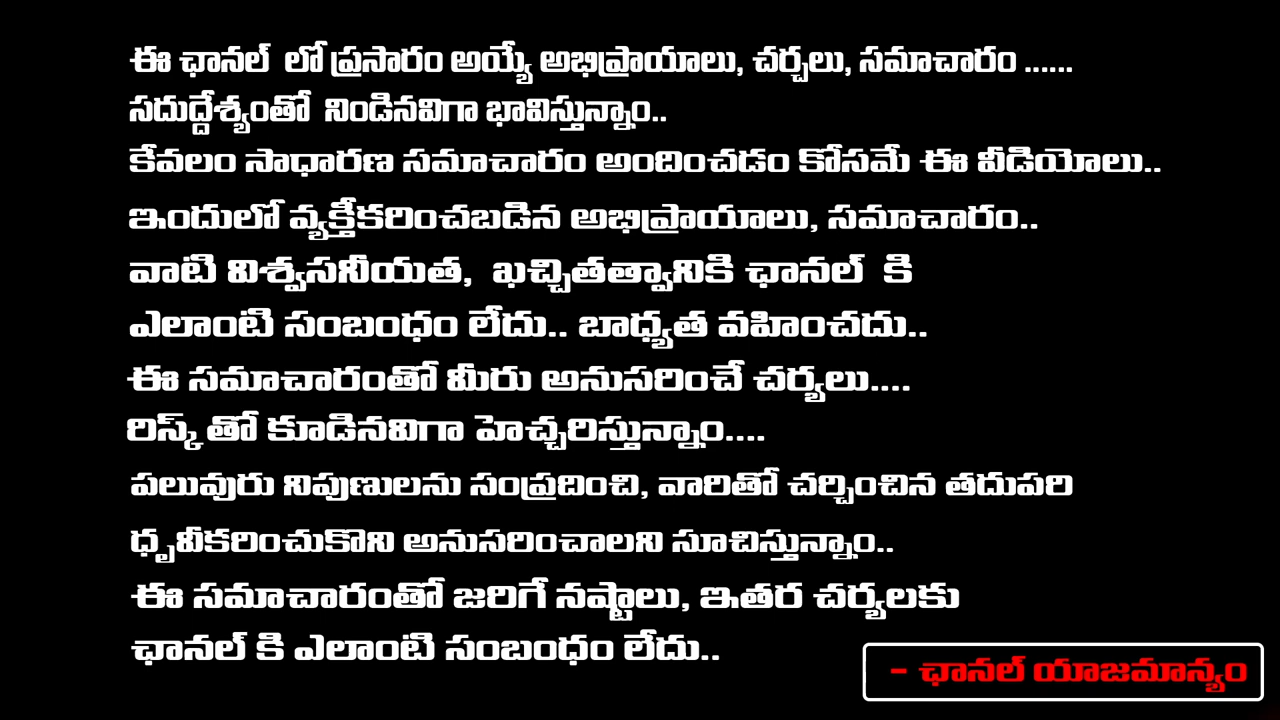 ఈ ఛానల్ లో ప్రసారం అయ్యే అభిప్రాయాలు, చర్చలు, సమాచారం ......
సదుద్దేశ్యంతో నిండినవిగా భావిస్తున్నాం..
కేవలం సాధారణ సమాచారం అందించడం కోసమే ఈ వీడియోలు..
ఇందులో వ్యక్తీకరించబడిన అభిప్రాయాలు, సమాచారం..
వాటి విశ్వసనీయత, ఖచ్చితత్వానికి ఛానల్ కి
ఎలాంటి సంబంధం లేదు.. బాధ్యత వహించదు..
ఈ సమాచారంతో మీరు అనుసరించే చర్యలు....
రిస్క్ తో కూడినవిగా హెచ్చరిస్తున్నాం....
పలువురు నిపుణులను సంప్రదించి, వారితో చర్చించిన తదుపరి
ధృవీకరించుకొని అనుసరించాలని సూచిస్తున్నాం..
ఈ సమాచారంతో జరిగే నష్టాలు, ఇతర చర్యలకు
ఛానల్ కి ఎలాంటి సంబంధం లేదు..
- ఛానల్ యాజమాన్యం